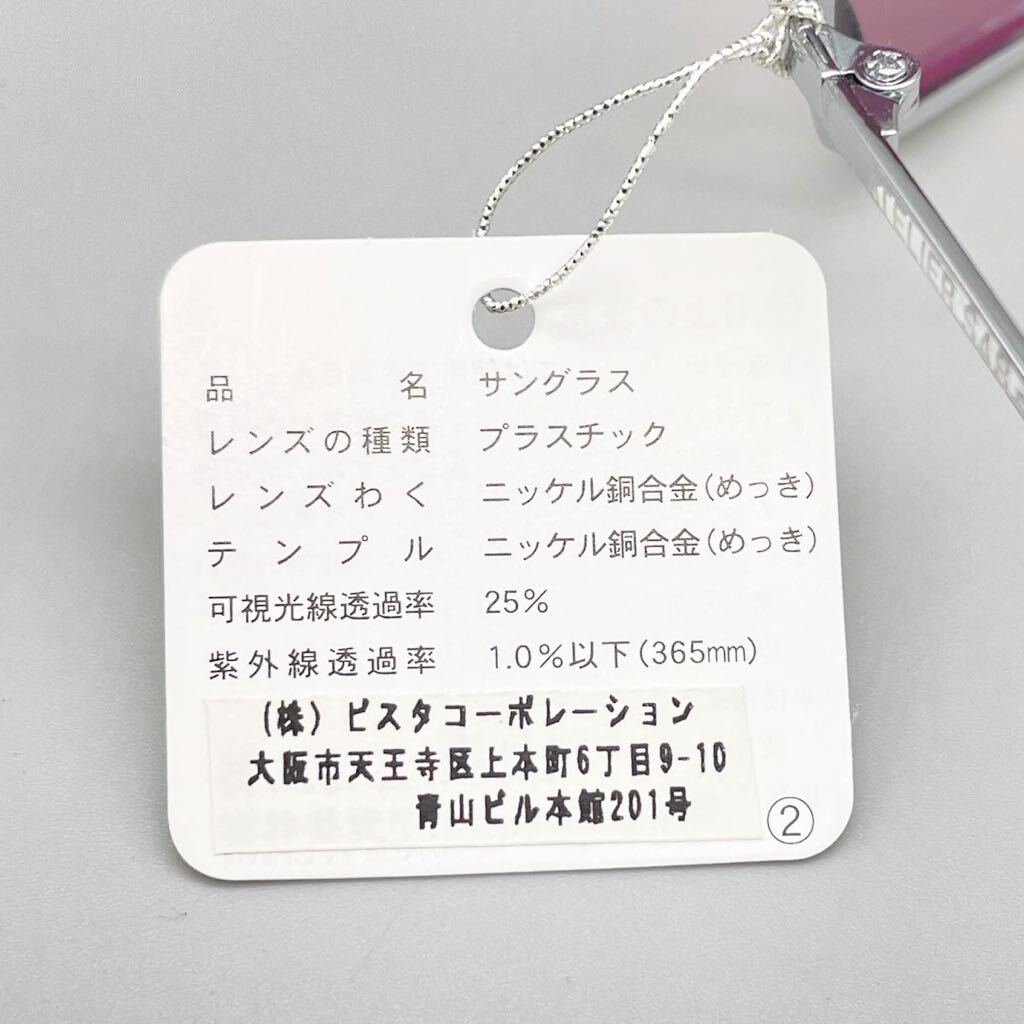 品名 サングラス
レンズの種類 プラスチック
レンズわく ニッケル銅合金(めっき)
テンプル ニッケル銅合金(めっき)
可視光線透過率 25%
紫外線透過率 1.0%以下(365mm)
(株)ビスタコーポレーション
大阪市天王寺区上本町6丁目9-10
青山ビル本館201号
②